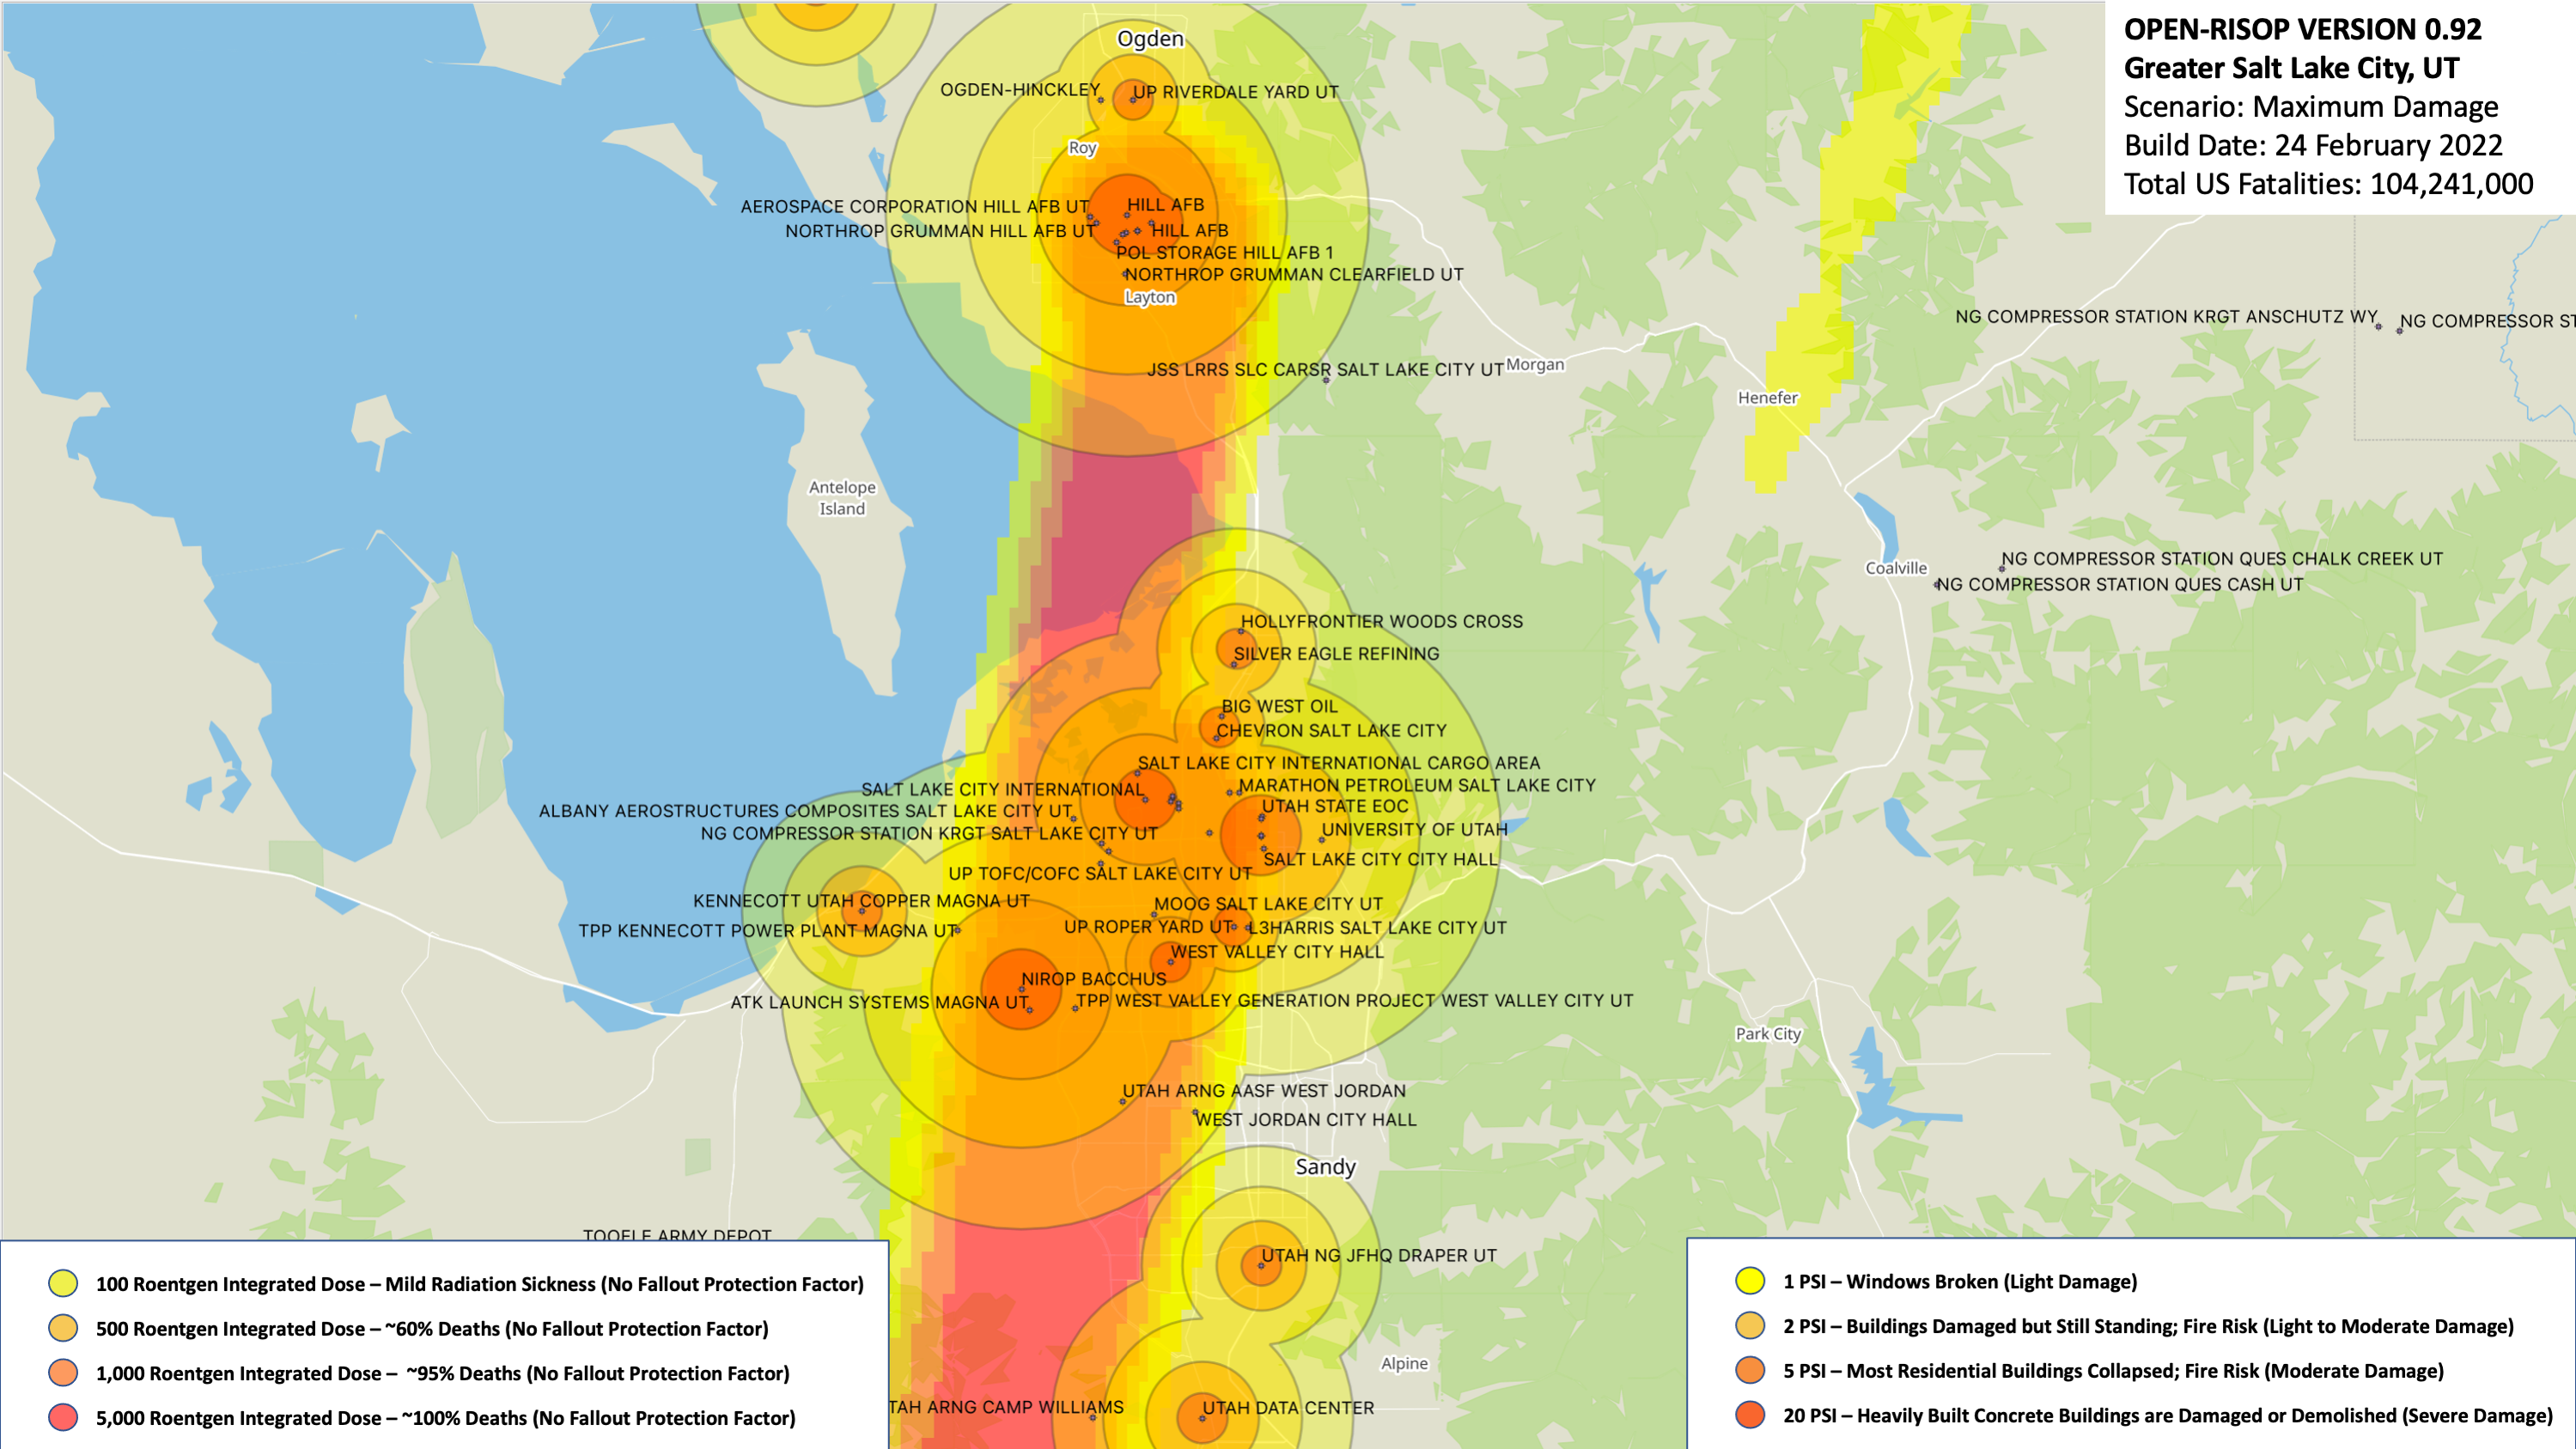 OPEN-RISOP VERSION 0.92
Greater Salt Lake City, UT
Scenario: Maximum Damage
Build Date: 24 February 2022
Total US Fatalities: 104,241,000
Ogden
OGDEN-HINCKLEY
UP RIVERDALE YARD UT
Roy
AEROSPACE CORPORATION HILL AFB UT
HILL AFB
NORTHROP GRUMMAN HILL AFB UT
HILL AFB
POL STORAGE HILL AFB 1
NORTHROP GRUMMAN CLEARFIELD UT
Layton
NG COMPRESSOR STATION KRGT ANSCHUTZ WY
NG COMPRESSOR ST
JSS LRRS SLC CARSR SALT LAKE CITY UT
Morgan
Henefer
Antelope
Island
NG COMPRESSOR STATION QUES CHALK CREEK UT
Coalville
NG COMPRESSOR STATION QUES CASH UT
HOLLYFRONTIER WOODS CROSS
SILVER EAGLE REFINING
BIG WEST OIL
CHEVRON SALT LAKE CITY
SALT LAKE CITY INTERNATIONAL CARGO AREA
SALT LAKE CITY INTERNATIONAL
MARATHON PETROLEUM SALT LAKE CITY
ALBANY AEROSTRUCTURES COMPOSITES SALT LAKE CITY UT
UTAH STATE EOC
NG COMPRESSOR STATION KRGT SALT LAKE CITY UT
UNIVERSITY OF UTAH
SALT LAKE CITY CITY HALL
UP TOFC/COFC SALT LAKE CITY UT
KENNECOTT UTAH COPPER MAGNA UT
MOOG SALT LAKE CITY UT
TPP KENNECOTT POWER PLANT MAGNA UT
UP ROPER YARD UT
L3HARRIS SALT LAKE CITY UT
WEST VALLEY CITY HALL
NIROP BACCHUS
ATK LAUNCH SYSTEMS MAGNA UT
TPP WEST VALLEY GENERATION PROJECT WEST VALLEY CITY UT
Park City
UTAH ARNG AASF WEST JORDAN
WEST JORDAN CITY HALL
Sandy
TOOELE ARMY DEPOT
UTAH NG JFHQ DRAPER UT
Alpine
TAH ARNG CAMP WILLIAMS
UTAH DATA CENTER
100 Roentgen Integrated Dose – Mild Radiation Sickness (No Fallout Protection Factor)
500 Roentgen Integrated Dose – ~60% Deaths (No Fallout Protection Factor)
1,000 Roentgen Integrated Dose – ~95% Deaths (No Fallout Protection Factor)
5,000 Roentgen Integrated Dose – ~100% Deaths (No Fallout Protection Factor)
1 PSI – Windows Broken (Light Damage)
2 PSI – Buildings Damaged but Still Standing; Fire Risk (Light to Moderate Damage)
5 PSI – Most Residential Buildings Collapsed; Fire Risk (Moderate Damage)
20 PSI – Heavily Built Concrete Buildings are Damaged or Demolished (Severe Damage)